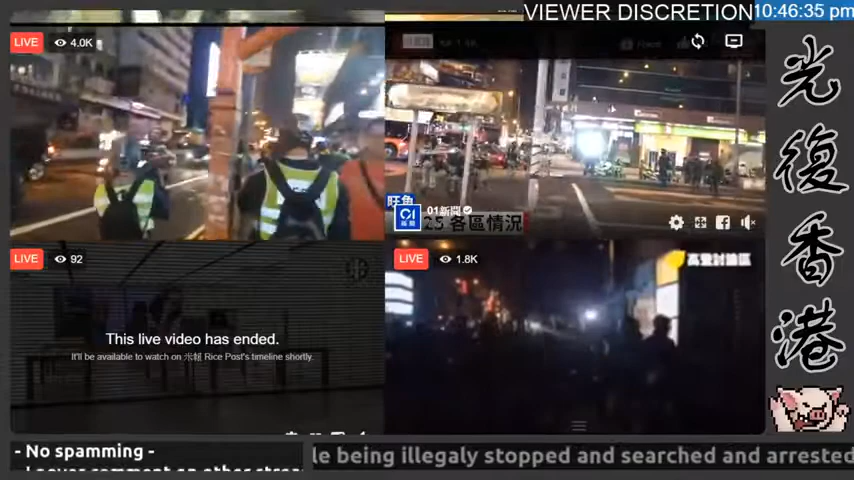 VIEWER DISCRETION 10:46:35 pm
LIVE 4.0K
旺角
01新聞
25 各區情況
LIVE 92
This live video has ended.
It'll be available to watch on 米報 Rice Post's timeline shortly.
LIVE 1.8K
高登討論區
光復香港
- No spamming -
le being illegaly stopped and searched and arrested